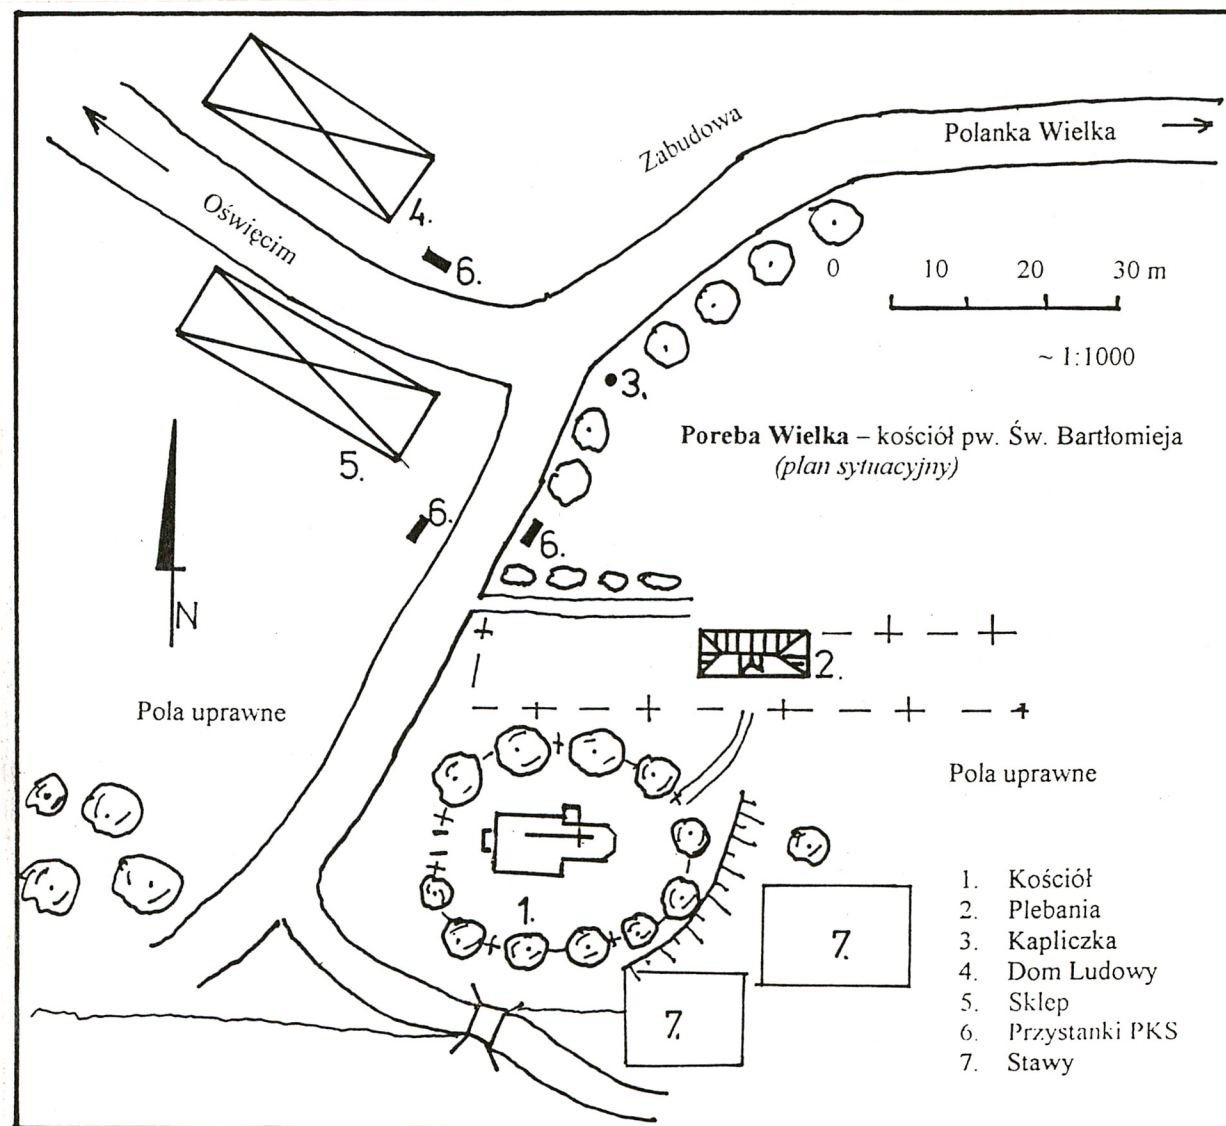 Zabudowa
Polanka Wielka
Oświęcim
4.
6.
0 10 20 30 m
~ 1:1000
3.
Poreba Wielka – kościół pw. Św. Bartłomieja
(plan sytuacyjny)
5.
6.
6.
N
2.
Pola uprawne
Pola uprawne
1.
7.
7.
1. Kościół
2. Plebania
3. Kapliczka
4. Dom Ludowy
5. Sklep
6. Przystanki PKS
7. Stawy